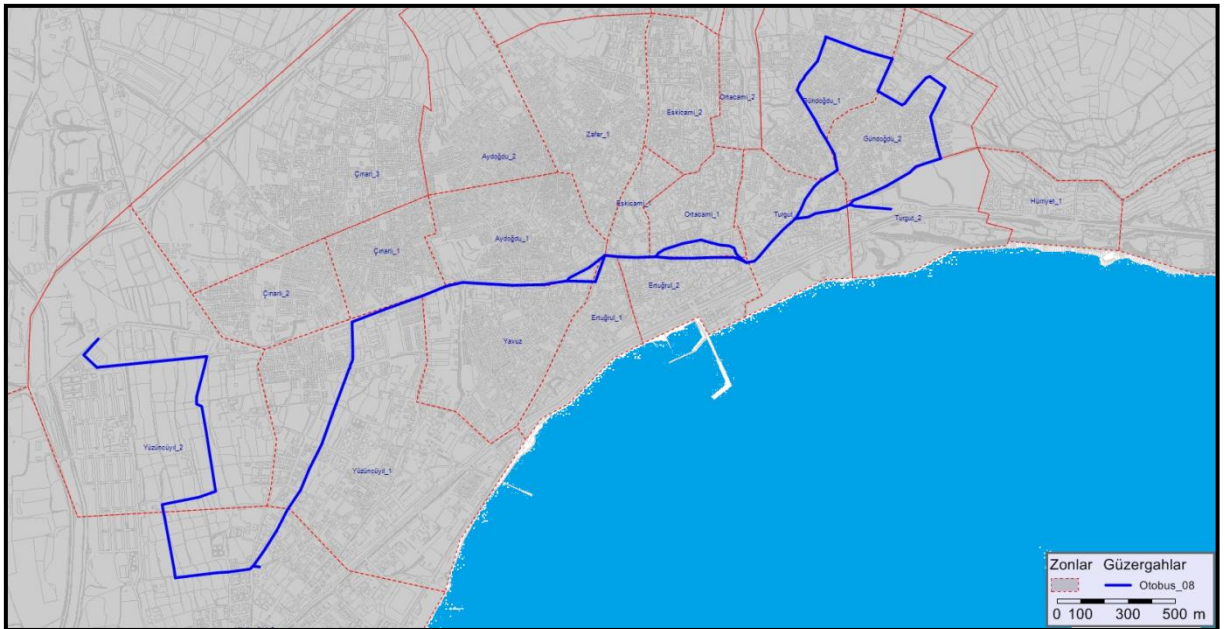 Eskicami_2
Ortacami_2
Gündoğdu_1
Zafer_1
Gündoğdu_2
Aydoğdu_2
Çınarlı_3
Hürriyet_1
Eskicami_1
Ortacami_1
Turgut
Turgut_2
Aydoğdu_1
Çınarlı_1
Ertuğrul_2
Çınarlı_2
Ertuğrul_1
Yavuz
Yüzüncüyıl_2
Yüzüncüyıl_1
Zonlar Güzergahlar
Otobus_08
0 100 300 500 m